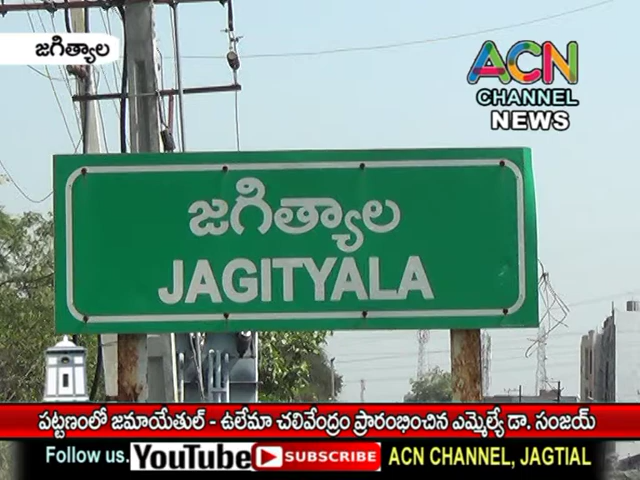 జగిత్యాల
ACN
CHANNEL
NEWS
జగిత్యాల
JAGITYALA
పట్టణంలో జమాయేతుల్ - ఉలేమా చలివేంద్రం ప్రారంభించిన ఎమ్మెల్యే డా. సంజయ్
Follow us. YouTube SUBSCRIBE ACN CHANNEL, JAGTIAL